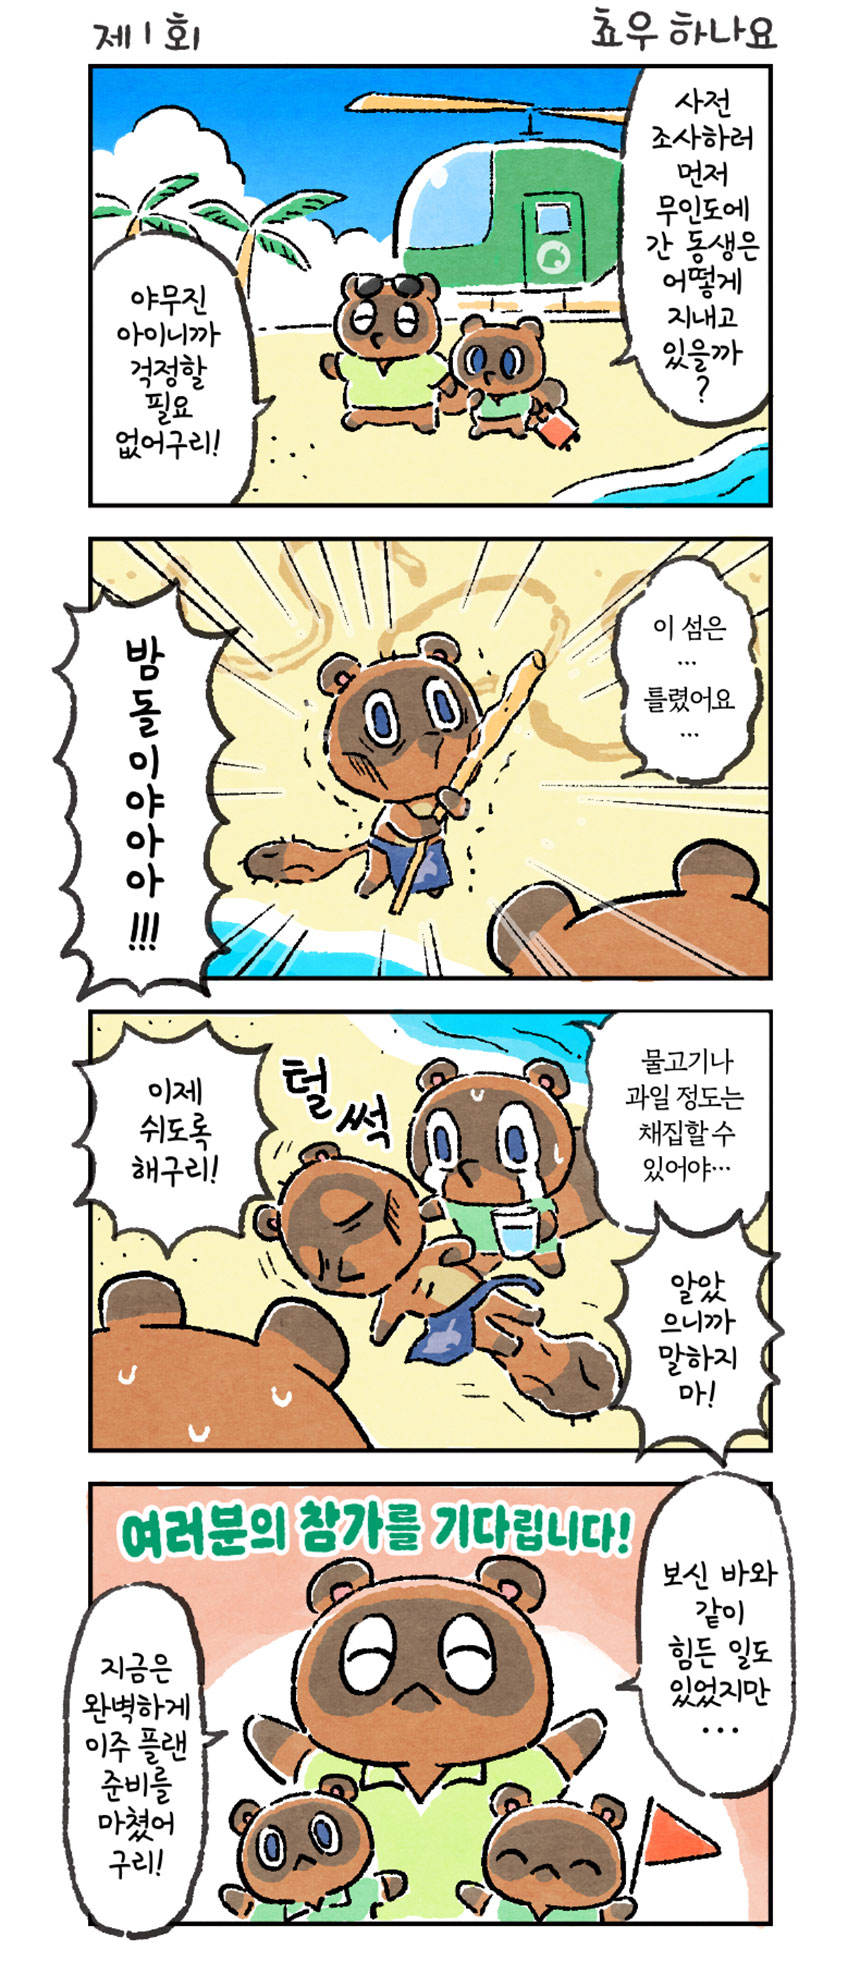 제1회
쵸우 하나요
사전
조사하러
먼저
무인도에
간 동생은
어떻게
지내고
있을까
?
야무진
아이니까
걱정할
필요
없어구리!
이 섬은
…
틀렸어요
…
밤돌이야아아!!!
물고기나
과일 정도는
채집할 수
있어야…
털썩
이제
쉬도록
해구리!
알았
으니까
말하지
마!
여러분의 참가를 기다립니다!
보신 바와
같이
힘든 일도
있었지만
...
지금은
완벽하게
이주 플랜
준비를
마쳤어
구리!